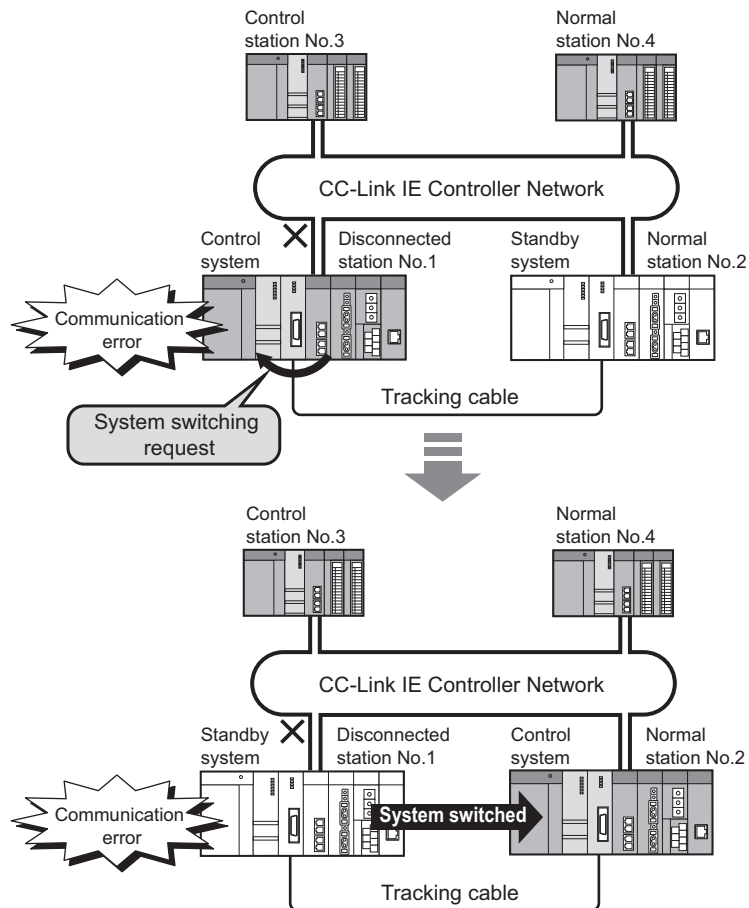 Control
station No.3
Normal
station No.4
CC-Link IE Controller Network
Control
system
Disconnected
station No.1
Standby
system
Normal
station No.2
Communication
error
Tracking cable
System switching
request
Control
station No.3
Normal
station No.4
CC-Link IE Controller Network
Standby
system
Disconnected
station No.1
Control
system
Normal
station No.2
Communication
error
System switched
Tracking cable